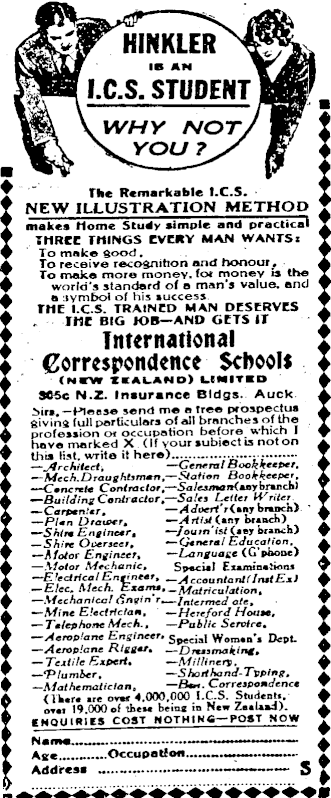 HINKLER
IS AN
I.C.S. STUDENT
WHY NOT
YOU?
The Remarkable I.C.S.
NEW ILLUSTRATION METHOD
makes Home Study simple and practical
THREE THINGS EVERY MAN WANTS:
To make good,
To receive recognition and honour,
To make more money, for money is the
world's standard of a man's value, and
a symbol of his success.
THE I.C.S. TRAINED MAN DESERVES
THE BIG JOB—AND GETS IT
International
Correspondence Schools
(NEW ZEALAND) LIMITED
305c N.Z. Insurance Bldgs. Auck
Sirs,—Please send me a free prospectus
giving full particulars of all branches of the
profession or occupation before which I
have marked X (If your subject is not on
this list, write it here)
—Architect,
—Mech.Draughtsman,
—Concrete Contractor,
—Building Contractor,
—Carpenter,
—Plan Drawer,
—Shire Engineer,
—Shire Overseer,
—Motor Engineer,
—Motor Mechanic,
—Electrical Engineer,
—Elec. Mech. Exams,
—Mechanical Engin'r.
—Mine Electrician,
—Telephone Mech.,
—Aeroplane Engineer,
—Aeroplane Rigger,
—Textile Expert,
—Plumber,
—Mathematician,
—General Bookkeeper,
—Station Bookkeeper,
—Salesman(any branch)
—Sales Letter Writer
—Advert'r (any branch)
—Artist (any branch)
—Journ'ist (any branch)
—General Education,
—Language (G'phone)
Special Examinations
—Accountant(InstEx)
—Matriculation,
—Intermed ate,
—Hereford House,
—Public Service,
Special Women's Dept.
—Dressmaking,
—Millinery,
—Shorthand-Typing,
—Bus. Correspondence
(There are over 4,000,000 I.C.S. Students,
over 19,000 of these being in New Zealand).
ENQUIRIES COST NOTHING—POST NOW
Name
Age Occupation
Address S